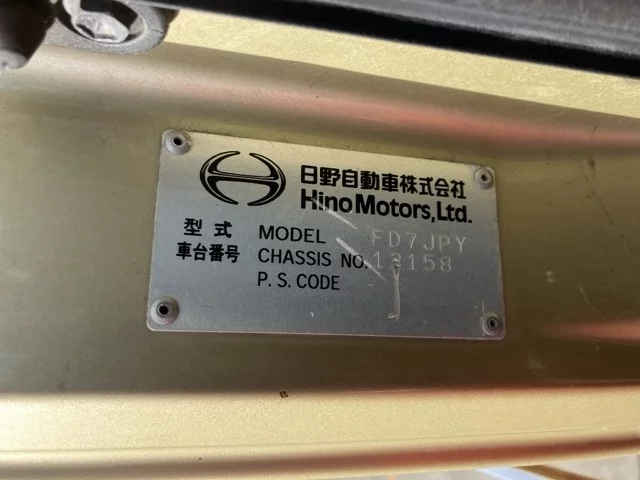 日野自動車株式会社
Hino Motors, Ltd.
型式 MODEL FD7JPY
車台番号 CHASSIS NO. 13158
P.S.CODE